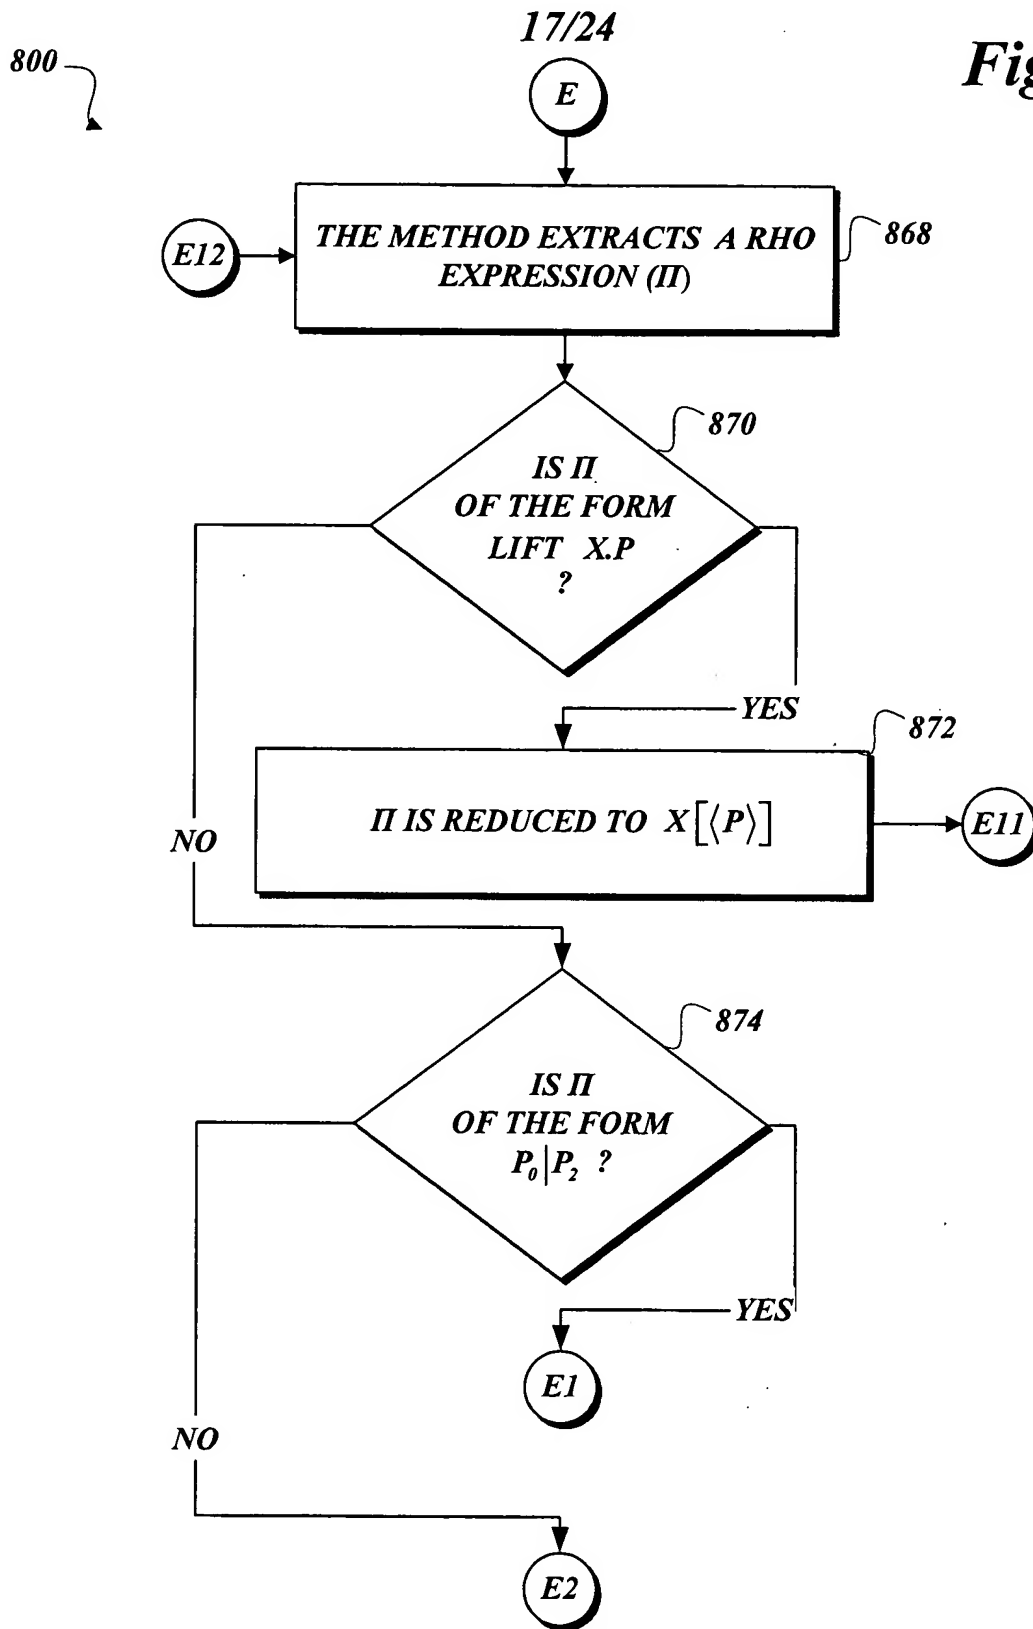 17/24
Fig
800
E
E12
THE METHOD EXTRACTS A RHO
EXPRESSION (Π)
868
870
IS Π
OF THE FORM
LIFT X.P
?
YES
872
Π IS REDUCED TO X[⟨P⟩]
E11
NO
874
IS Π
OF THE FORM
P₀|P₂ ?
YES
E1
NO
E2